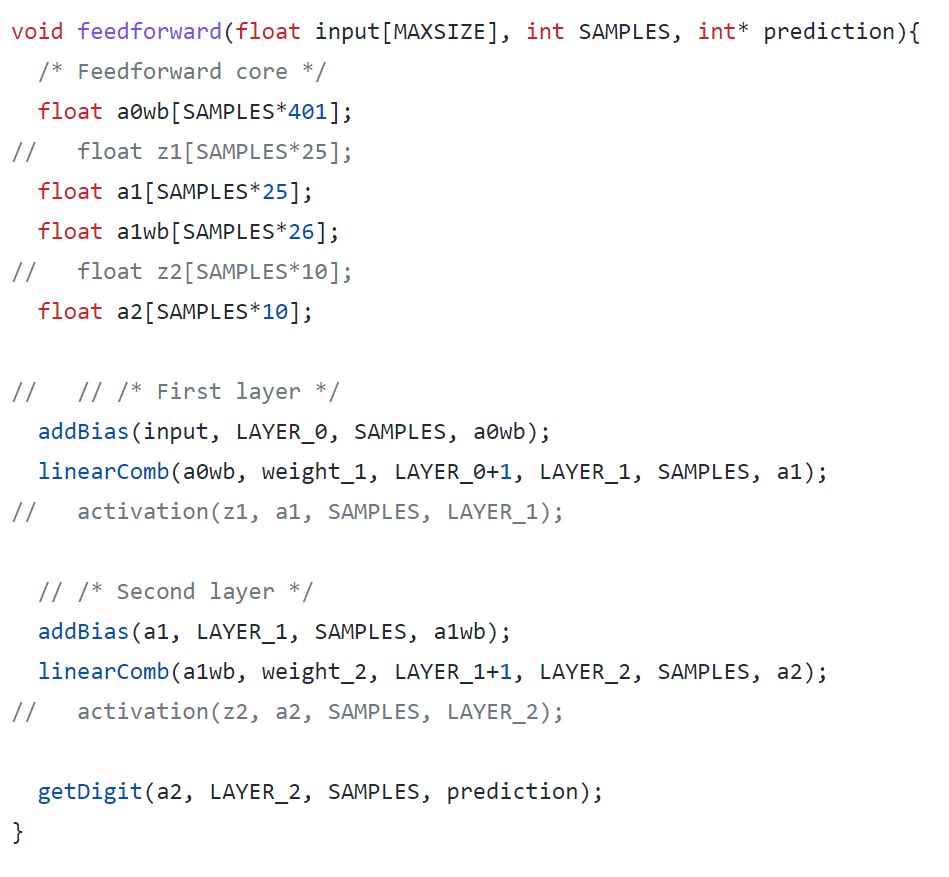 void feedforward(float input[MAXSIZE], int SAMPLES, int* prediction){
  /* Feedforward core */
  float a0wb[SAMPLES*401];
//   float z1[SAMPLES*25];
  float a1[SAMPLES*25];
  float a1wb[SAMPLES*26];
//   float z2[SAMPLES*10];
  float a2[SAMPLES*10];

//   // /* First layer */
  addBias(input, LAYER_0, SAMPLES, a0wb);
  linearComb(a0wb, weight_1, LAYER_0+1, LAYER_1, SAMPLES, a1);
//   activation(z1, a1, SAMPLES, LAYER_1);

  // /* Second layer */
  addBias(a1, LAYER_1, SAMPLES, a1wb);
  linearComb(a1wb, weight_2, LAYER_1+1, LAYER_2, SAMPLES, a2);
//   activation(z2, a2, SAMPLES, LAYER_2);

  getDigit(a2, LAYER_2, SAMPLES, prediction);
}